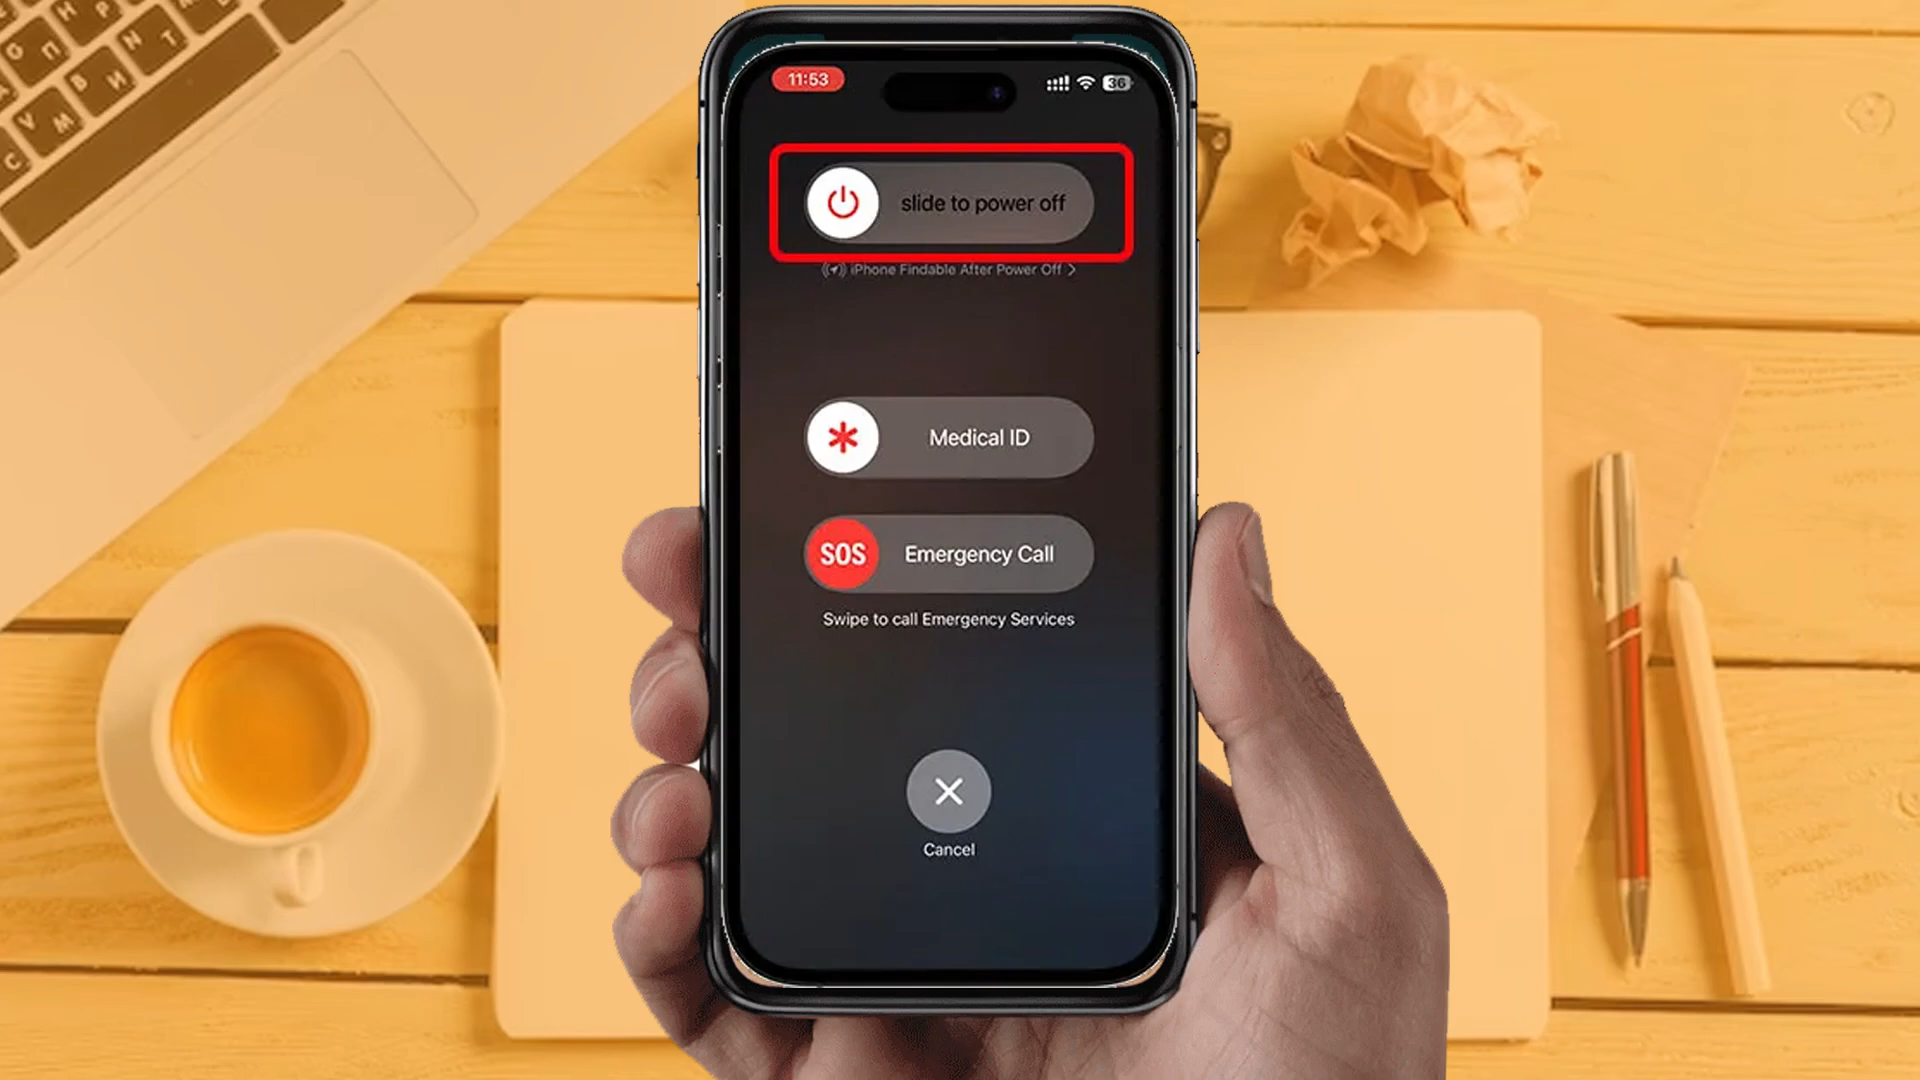 11:53
36
slide to power off
iPhone Findable After Power Off
Medical ID
SOS
Emergency Call
Swipe to call Emergency Services
Cancel